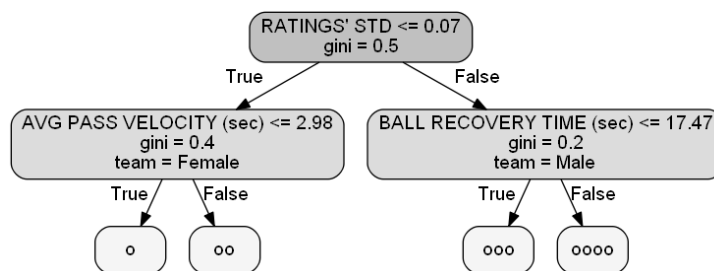 RATINGS' STD <= 0.07
gini = 0.5
True
False
AVG PASS VELOCITY (sec) <= 2.98
gini = 0.4
team = Female
BALL RECOVERY TIME (sec) <= 17.47
gini = 0.2
team = Male
True
False
True
False
o
oo
ooo
oooo